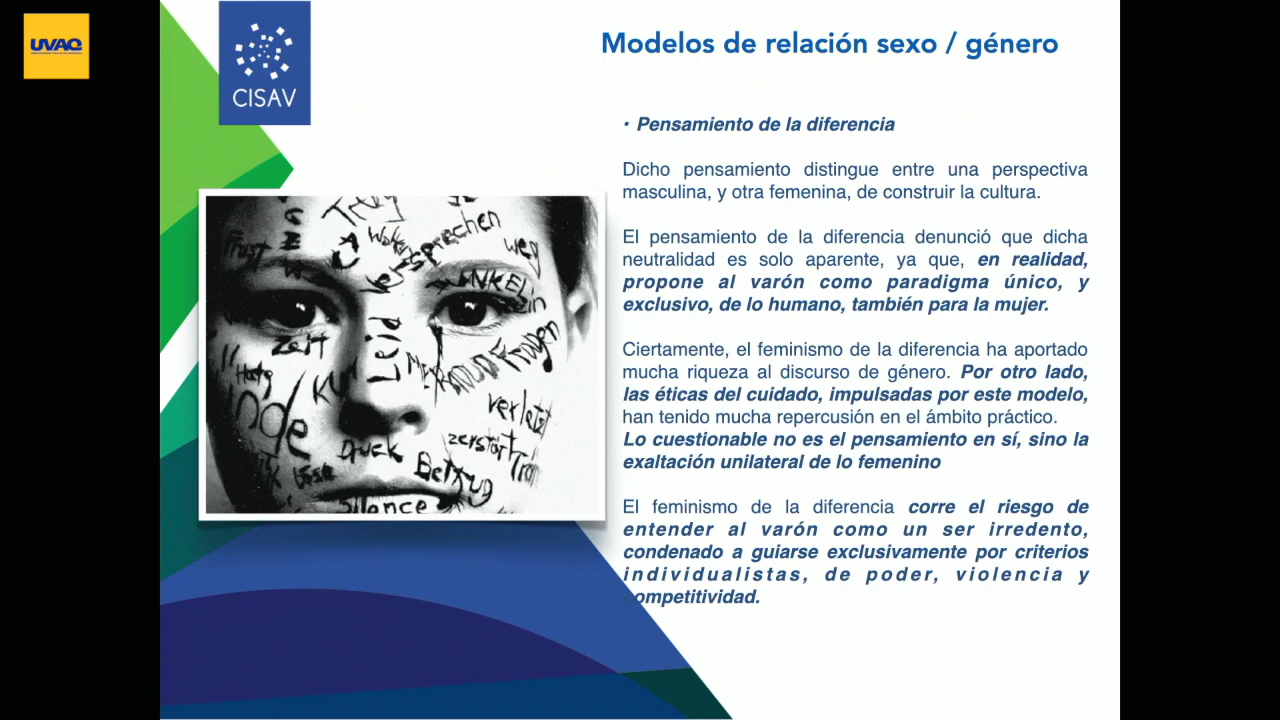 UVAQ
CISAV
Modelos de relación sexo / género
• Pensamiento de la diferencia
Dicho pensamiento distingue entre una perspectiva
masculina, y otra femenina, de construir la cultura.
El pensamiento de la diferencia denunció que dicha
neutralidad es solo aparente, ya que, en realidad,
propone al varón como paradigma único, y
exclusivo, de lo humano, también para la mujer.
Ciertamente, el feminismo de la diferencia ha aportado
mucha riqueza al discurso de género. Por otro lado,
las éticas del cuidado, impulsadas por este modelo,
han tenido mucha repercusión en el ámbito práctico.
Lo cuestionable no es el pensamiento en sí, sino la
exaltación unilateral de lo femenino
El feminismo de la diferencia corre el riesgo de
entender al varón como un ser irredento,
condenado a guiarse exclusivamente por criterios
individualistas, de poder, violencia y
competitividad.
Frust
sprechen
weg
Zeit
Leid
Fragen
verletzt
zerstört
Druck
Betrug
Silence